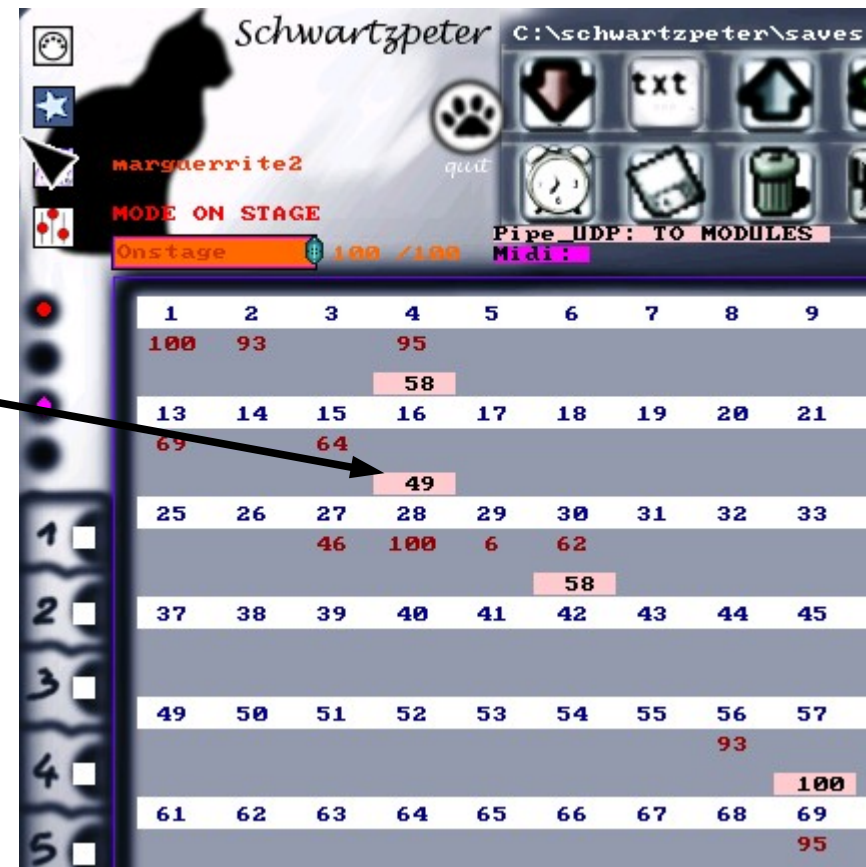 Schwartzpeter
C:\schwartzpeter\saves
txt
quit
marguerrite2
MODE ON STAGE
Onstage 100 /100
Pipe_UDP: TO MODULES
Midi:
1 2 3 4 5 6 7 8 9
100 93 95
58
13 14 15 16 17 18 19 20 21
69 64
49
25 26 27 28 29 30 31 32 33
46 100 6 62
58
37 38 39 40 41 42 43 44 45
49 50 51 52 53 54 55 56 57
93
100
61 62 63 64 65 66 67 68 69
95
1
2
3
4
5